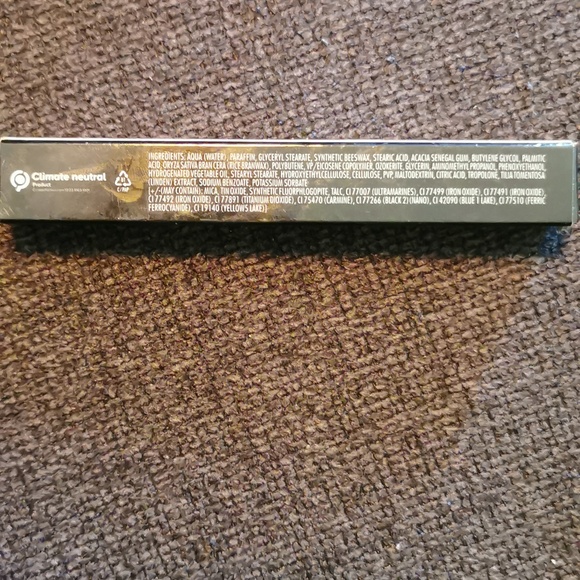 Climate neutral
Product
INGREDIENTS: AQUA (WATER), PARAFFIN, GLYCERYL STEARATE, SYNTHETIC BEESWAX, STEARIC ACID, ACACIA SENEGAL GUM, BUTYLENE GLYCOL, PALMITIC
ACID, ORYZA SATIVA BRAN CERA (RICE BRAN WAX), POLYBUTENE, VP/EICOSENE COPOLYMER, OZOKERITE, GLYCERIN, AMINOMETHYL PROPANOL, PHENOXYETHANOL,
HYDROGENATED VEGETABLE OIL, STEARYL STEARATE, HYDROXYETHYLCELLULOSE, CELLULOSE, PVP, MALTODEXTRIN, CITRIC ACID, TROPOLONE, TILIA TOMENTOSA
(LINDEN) EXTRACT, SODIUM BENZOATE, POTASSIUM SORBATE
+/-(MAY CONTAIN): MICA, TIN OXIDE, SYNTHETIC FLUORPHLOGOPITE, TALC, CI 77007 (ULTRAMARINES), CI 77499 (IRON OXIDE), CI 77491 (IRON OXIDE),
CI 77492 (IRON OXIDE), CI 77891 (TITANIUM DIOXIDE), CI 75470 (CARMINE), CI 77266 (BLACK 2) (NANO), CI 42090 (BLUE 1 LAKE), CI 77510 (FERRIC
FERROCYANIDE), CI 19140 (YELLOW 5 LAKE)]